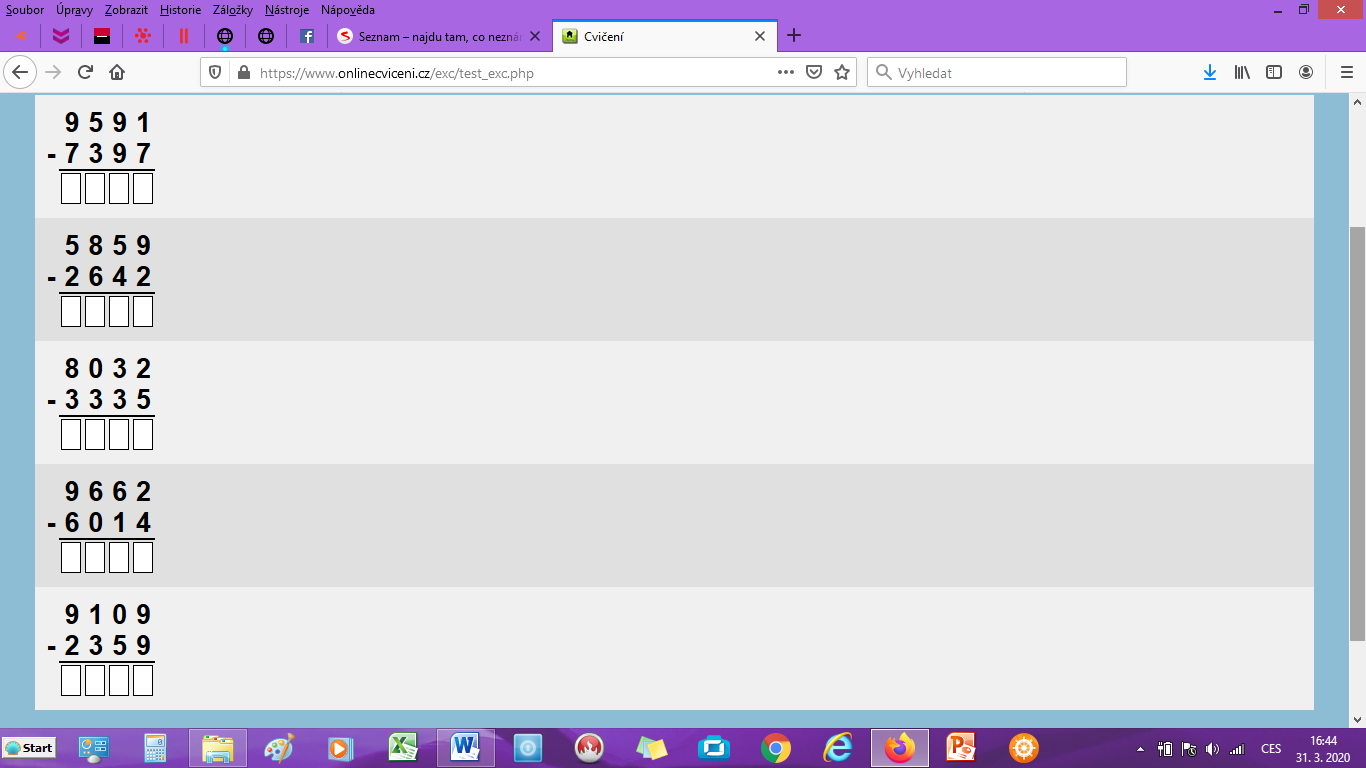 Soubor Úpravy Zobrazit Historie Záložky Nástroje Nápověda
Seznam – najdu tam, co neznám
Cvičení
https://www.onlinecviceni.cz/exc/test_exc.php
Vyhledat
9 5 9 1
- 7 3 9 7
5 8 5 9
- 2 6 4 2
8 0 3 2
- 3 3 3 5
9 6 6 2
- 6 0 1 4
9 1 0 9
- 2 3 5 9
Start
CES
16:44
31. 3. 2020